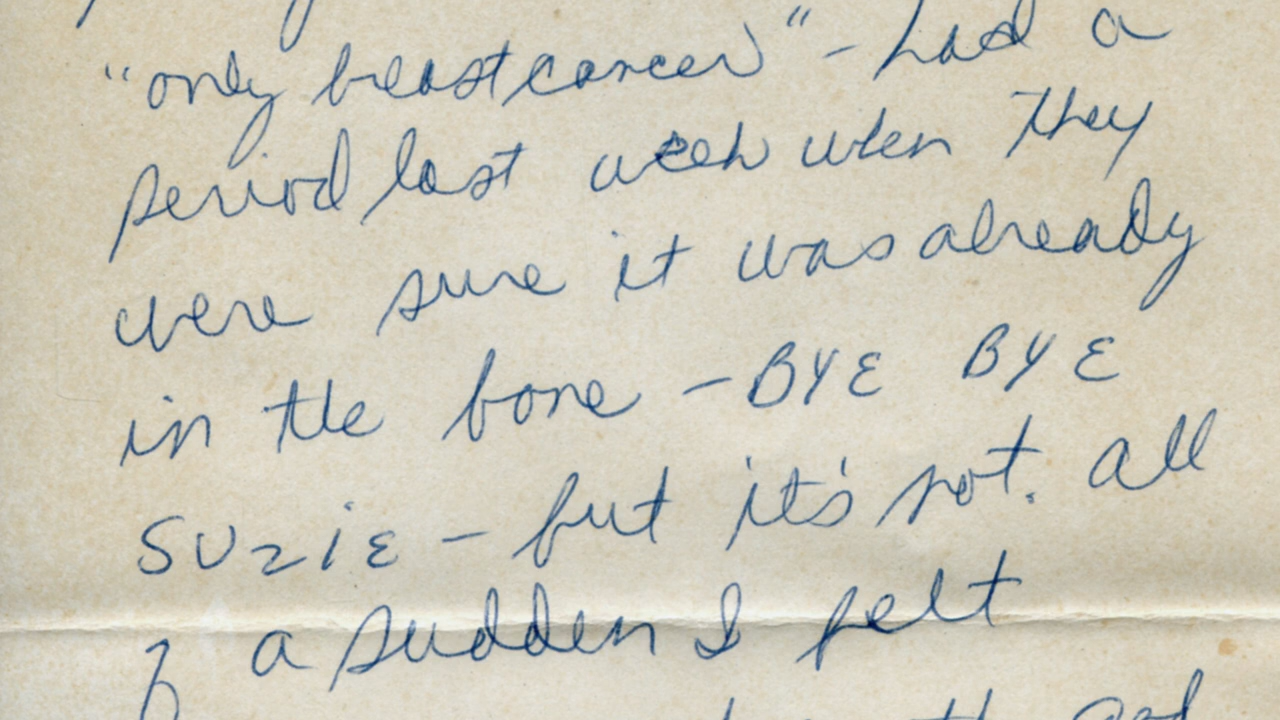 "only breast cancer" - had a
period last week when they
were sure it was already
in the bone - BYE BYE
SUZIE - but it's not. all
of a sudden I felt